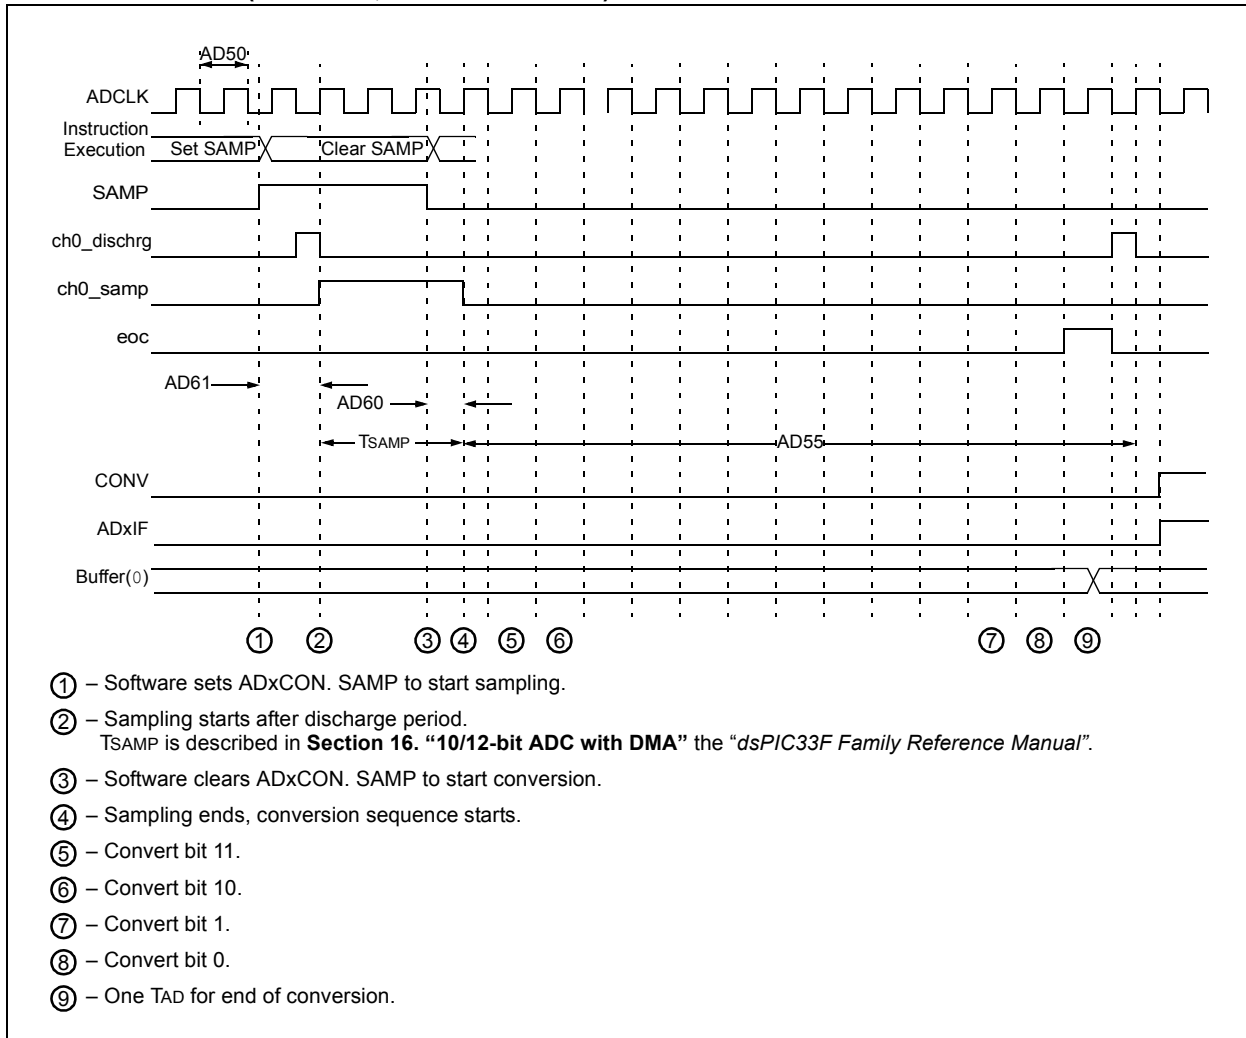 AD50
ADCLK
Instruction
Execution
Set SAMP
Clear SAMP
SAMP
ch0_dischrg
ch0_samp
eoc
AD61
AD60
TSAMP
AD55
CONV
ADxIF
Buffer(0)
1 2 3 4 5 6 7 8 9
1 – Software sets ADxCON. SAMP to start sampling.
2 – Sampling starts after discharge period.
TSAMP is described in Section 16. “10/12-bit ADC with DMA” the “dsPIC33F Family Reference Manual”.
3 – Software clears ADxCON. SAMP to start conversion.
4 – Sampling ends, conversion sequence starts.
5 – Convert bit 11.
6 – Convert bit 10.
7 – Convert bit 1.
8 – Convert bit 0.
9 – One TAD for end of conversion.